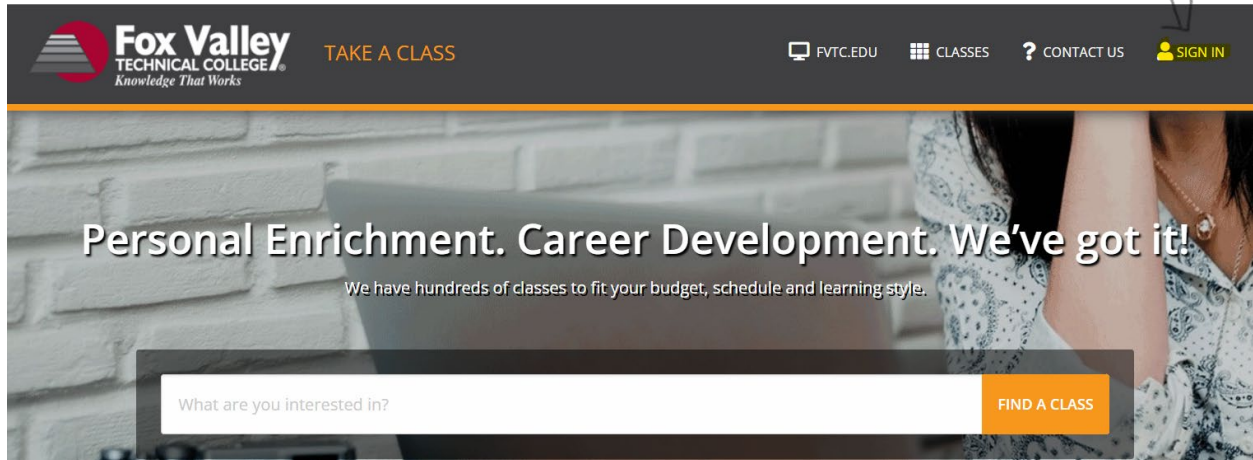 Fox Valley
TECHNICAL COLLEGE®
Knowledge That Works
TAKE A CLASS
FVTC.EDU
CLASSES
? CONTACT US
SIGN IN
Personal Enrichment. Career Development. We've got it!
We have hundreds of classes to fit your budget, schedule and learning style.
What are you interested in?
FIND A CLASS